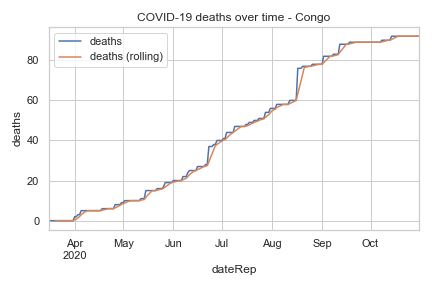 COVID-19 deaths over time - Congo
deaths
deaths (rolling)
deaths
80
60
40
20
0
Apr May Jun Jul Aug Sep Oct
2020
dateRep